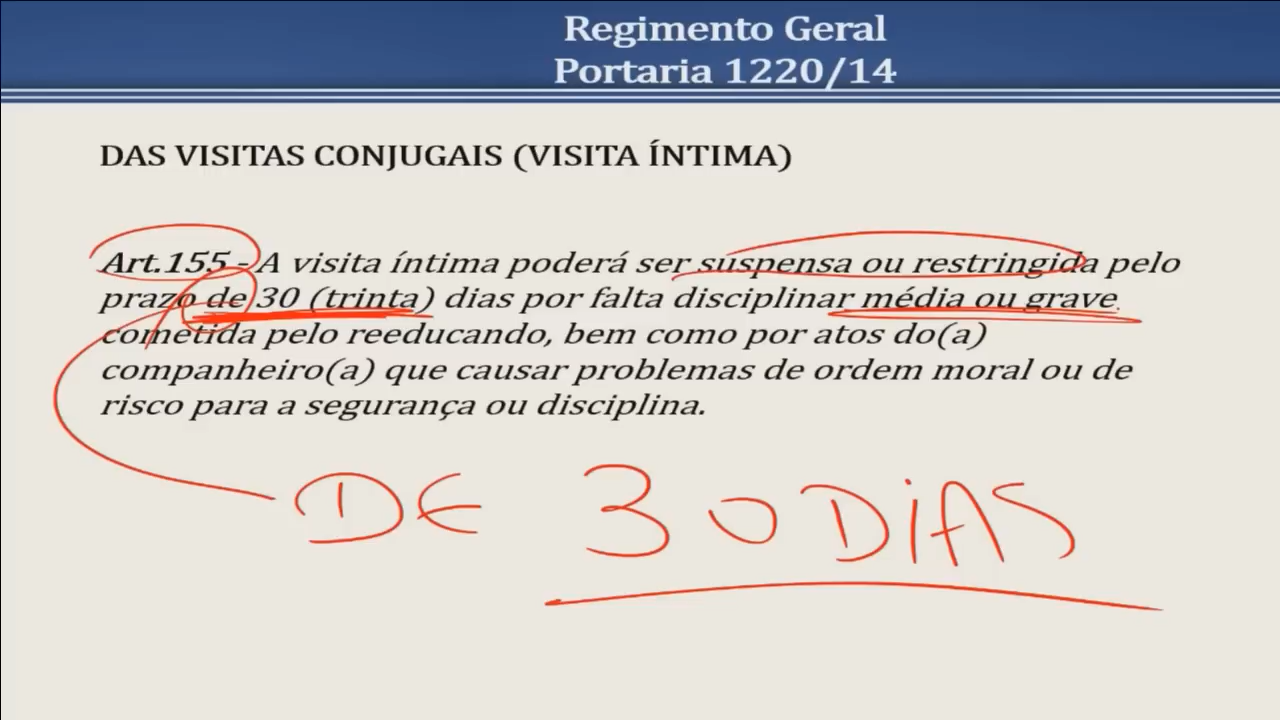 Regimento Geral
Portaria 1220/14
DAS VISITAS CONJUGAIS (VISITA ÍNTIMA)
Art.155 - A visita íntima poderá ser suspensa ou restringida pelo
prazo de 30 (trinta) dias por falta disciplinar média ou grave
cometida pelo reeducando, bem como por atos do(a)
companheiro(a) que causar problemas de ordem moral ou de
risco para a segurança ou disciplina.
DE 30 DIAS